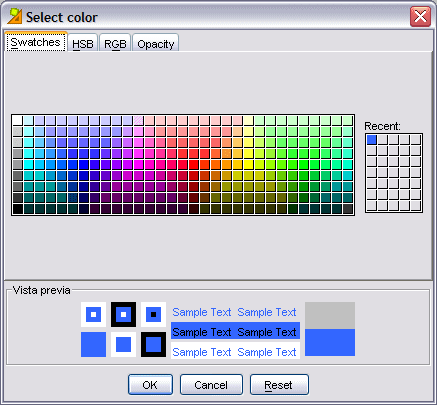 Select color
Swatches HSB RGB Opacity
Recent:
Vista previa
Sample Text Sample Text
Sample Text Sample Text
Sample Text Sample Text
OK Cancel Reset